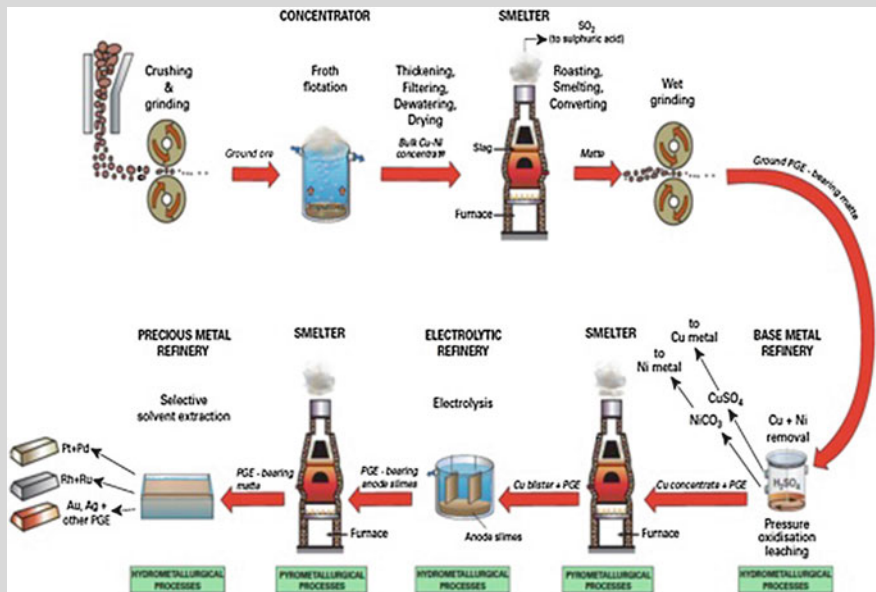 CONCENTRATOR
SMELTER
SO2
(to sulphuric acid)
Crushing
&
grinding
Froth
flotation
Thickening,
Filtering,
Dewatering,
Drying
Roasting,
Smelting,
Converting
Wet
grinding
Ground ore
Bulk Cu-Ni
concentrate
Slag
Matte
Furnace
Ground PGE - bearing matte
PRECIOUS METAL
REFINERY
SMELTER
ELECTROLYTIC
REFINERY
SMELTER
BASE METAL
REFINERY
to
Cu metal
to
Ni metal
Selective
solvent extraction
Electrolysis
CuSO4
NiCO3
Cu + Ni
removal
H2SO4
Pt+Pd
Rh+Ru
Au, Ag +
other PGE
PGE - bearing
matte
PGE - bearing
anode slimes
Cu blister + PGE
Cu concentrate + PGE
Furnace
Anode slimes
Furnace
Pressure
oxidisation
leaching
HYDROMETALLURGICAL
PROCESSES
PYROMETALLURGICAL
PROCESSES
HYDROMETALLURGICAL
PROCESSES
PYROMETALLURGICAL
PROCESSES
HYDROMETALLURGICAL
PROCESSES